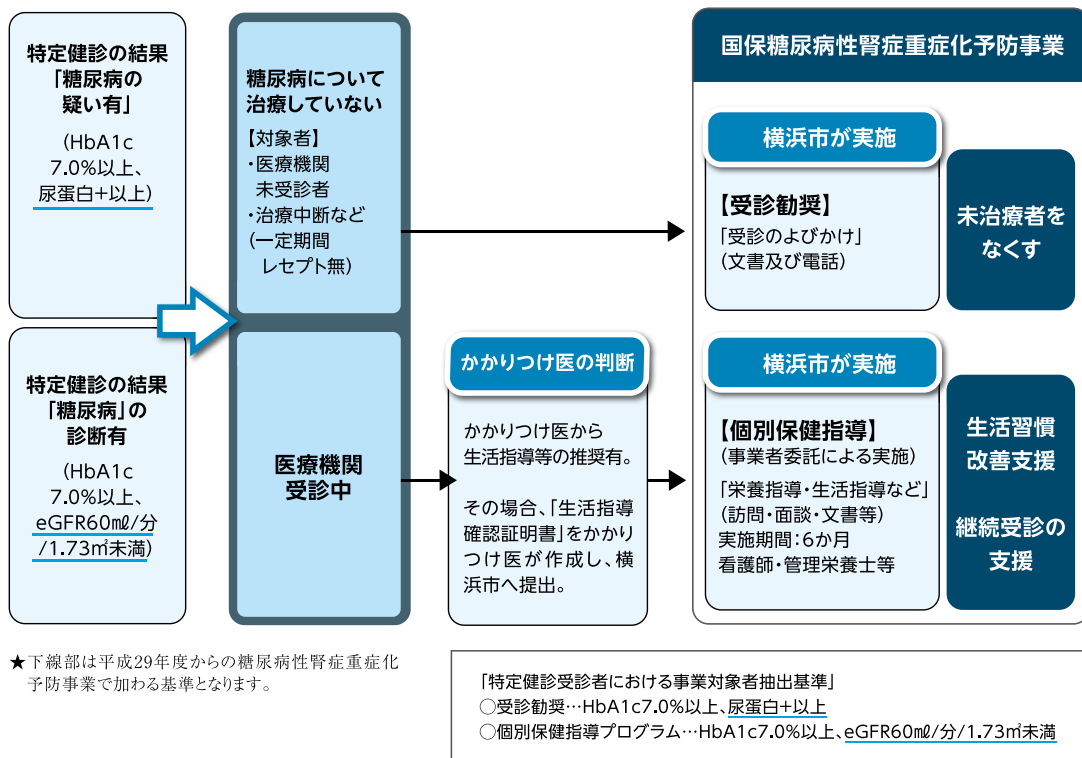 特定健診の結果
「糖尿病の
疑い有」
(HbA1c
7.0%以上、
尿蛋白+以上)
特定健診の結果
「糖尿病」の
診断有
(HbA1c
7.0%以上、
eGFR60㎖/分
/1.73㎡未満)
糖尿病について
治療していない
【対象者】
・医療機関
未受診者
・治療中断など
(一定期間
レセプト無)
医療機関
受診中
かかりつけ医の判断
かかりつけ医から
生活指導等の推奨有。
その場合、「生活指導
確認証明書」をかかり
つけ医が作成し、横
浜市へ提出。
国保糖尿病性腎症重症化予防事業
横浜市が実施
【受診勧奨】
「受診のよびかけ」
(文書及び電話)
未治療者を
なくす
横浜市が実施
【個別保健指導】
(事業者委託による実施)
「栄養指導・生活指導など」
(訪問・面談・文書等)
実施期間:6か月
看護師・管理栄養士等
生活習慣
改善支援
継続受診の
支援
★下線部は平成29年度からの糖尿病性腎症重症化
予防事業で加わる基準となります。
「特定健診受診者における事業対象者抽出基準」
○受診勧奨…HbA1c7.0%以上、尿蛋白+以上
○個別保健指導プログラム…HbA1c7.0%以上、eGFR60㎖/分/1.73㎡未満